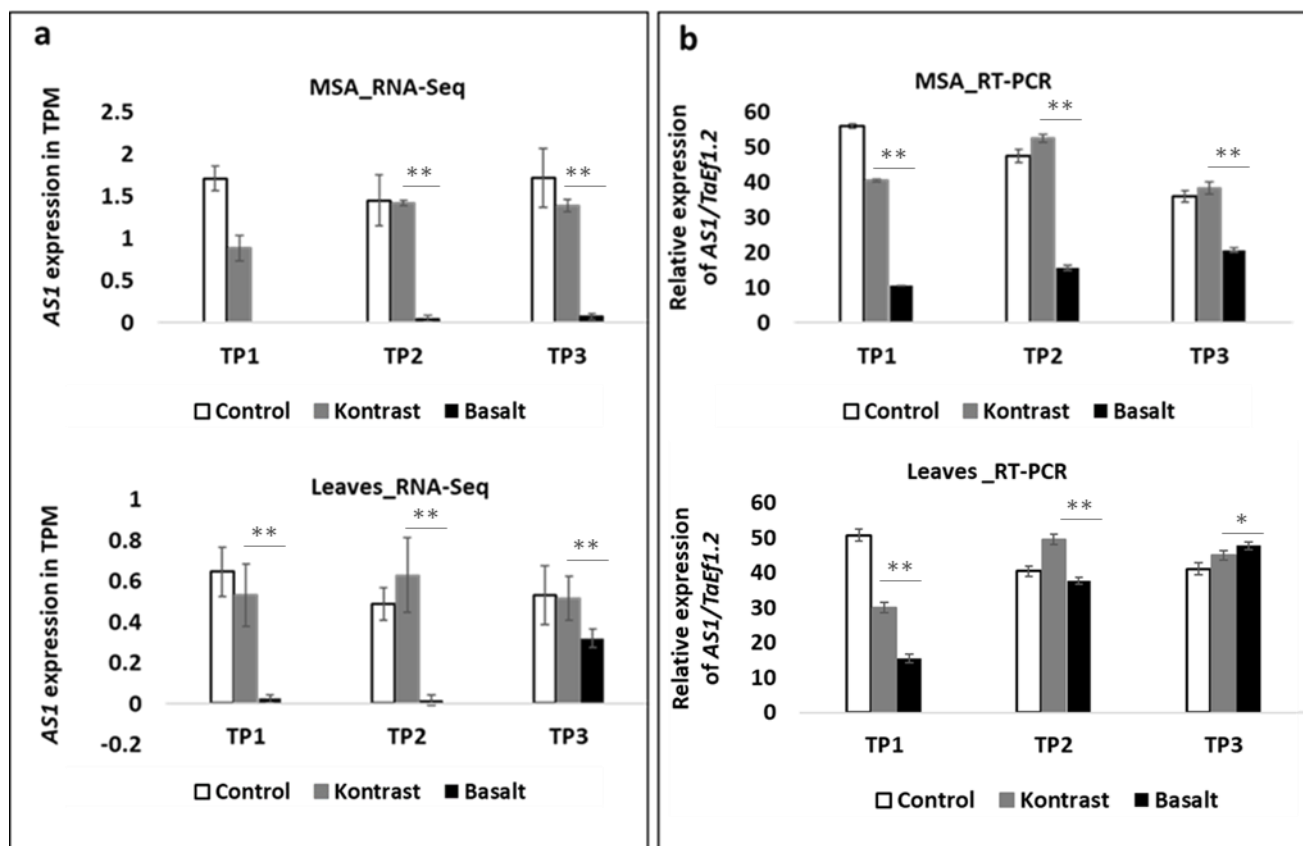 a
MSA_RNA-Seq
AS1 expression in TPM
2.5
2
1.5
1
0.5
0
**
**
TP1 TP2 TP3
Control Kontrast Basalt
Leaves_RNA-Seq
AS1 expression in TPM
1
0.8
0.6
0.4
0.2
0
-0.2
**
**
**
TP1 TP2 TP3
Control Kontrast Basalt
b
MSA_RT-PCR
Relative expression
of AS1/TaEf1.2
60
50
40
30
20
10
0
**
**
**
TP1 TP2 TP3
Control Kontrast Basalt
Leaves _RT-PCR
Relative expression
of AS1/TaEf1.2
60
50
40
30
20
10
0
**
**
*
TP1 TP2 TP3
Control Kontrast Basalt